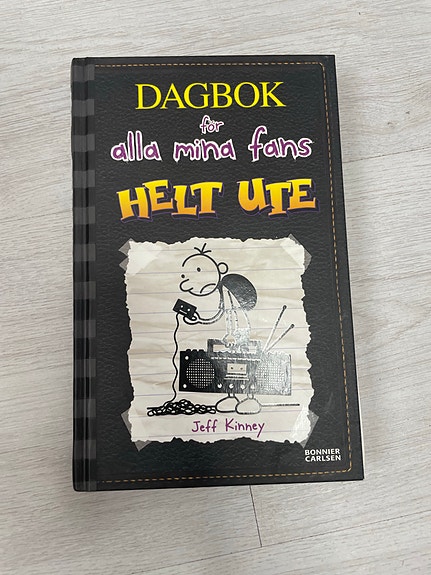 DAGBOK
för
alla mina fans
HELT UTE
Jeff Kinney
BONNIER
CARLSEN